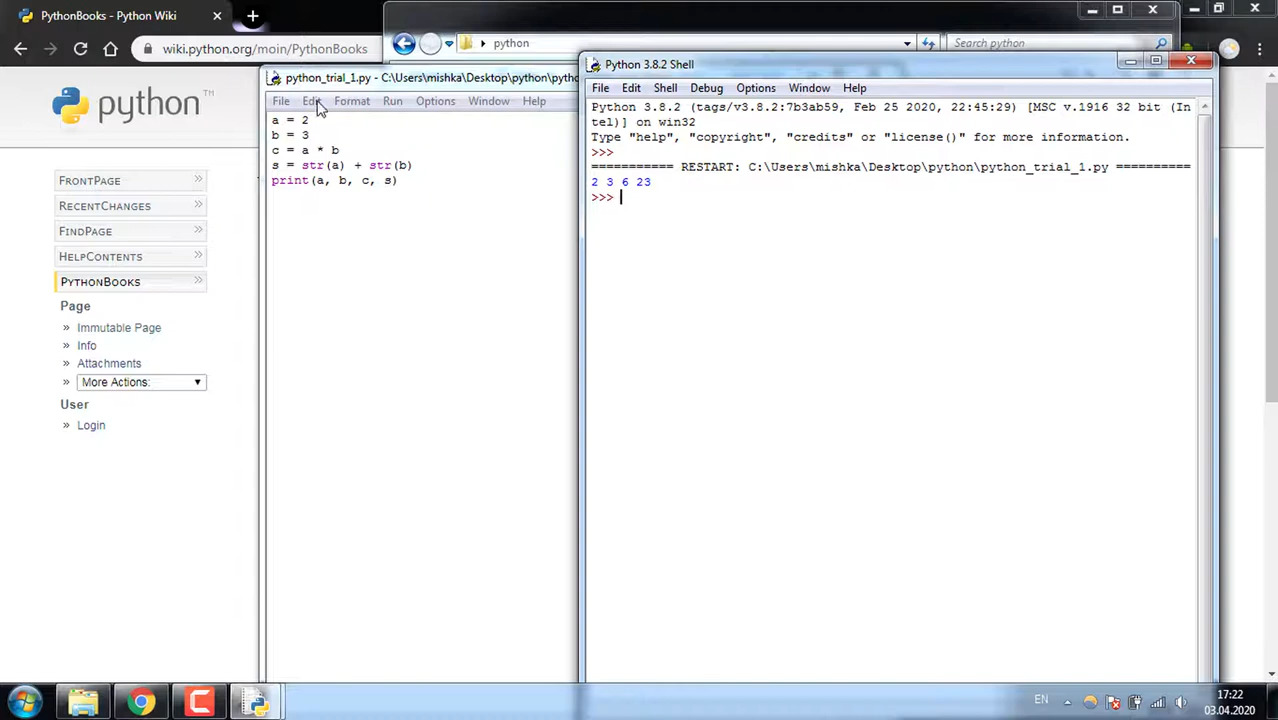 PythonBooks - Python Wiki
wiki.python.org/moin/PythonBooks
python™
FRONTPAGE
RECENTCHANGES
FINDPAGE
HELPCONTENTS
PYTHONBOOKS
Page
Immutable Page
Info
Attachments
More Actions:
User
Login
python
Search python
python_trial_1.py - C:\Users\mishka\Desktop\python\pytho
File Edit Format Run Options Window Help
a = 2
b = 3
c = a * b
s = str(a) + str(b)
print(a, b, c, s)
Python 3.8.2 Shell
File Edit Shell Debug Options Window Help
Python 3.8.2 (tags/v3.8.2:7b3ab59, Feb 25 2020, 22:45:29) [MSC v.1916 32 bit (In
tel)] on win32
Type "help", "copyright", "credits" or "license()" for more information.
>>>
=========== RESTART: C:\Users\mishka\Desktop\python\python_trial_1.py ==========
2 3 6 23
>>>
EN
17:22
03.04.2020